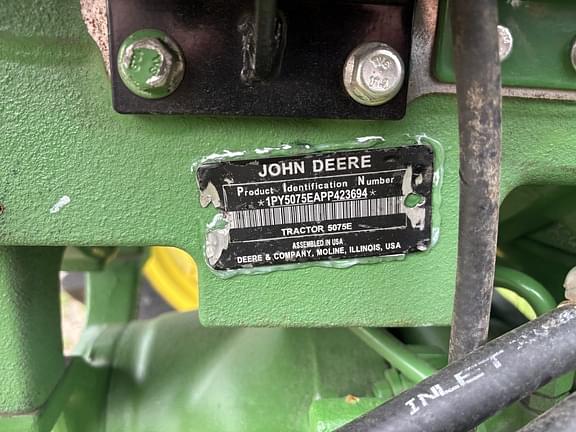 JOHN DEERE
Product Identification Number
*1PY5075EAPP423694*
TRACTOR 5075E
ASSEMBLED IN USA
DEERE & COMPANY, MOLINE, ILLINOIS, USA
INLET